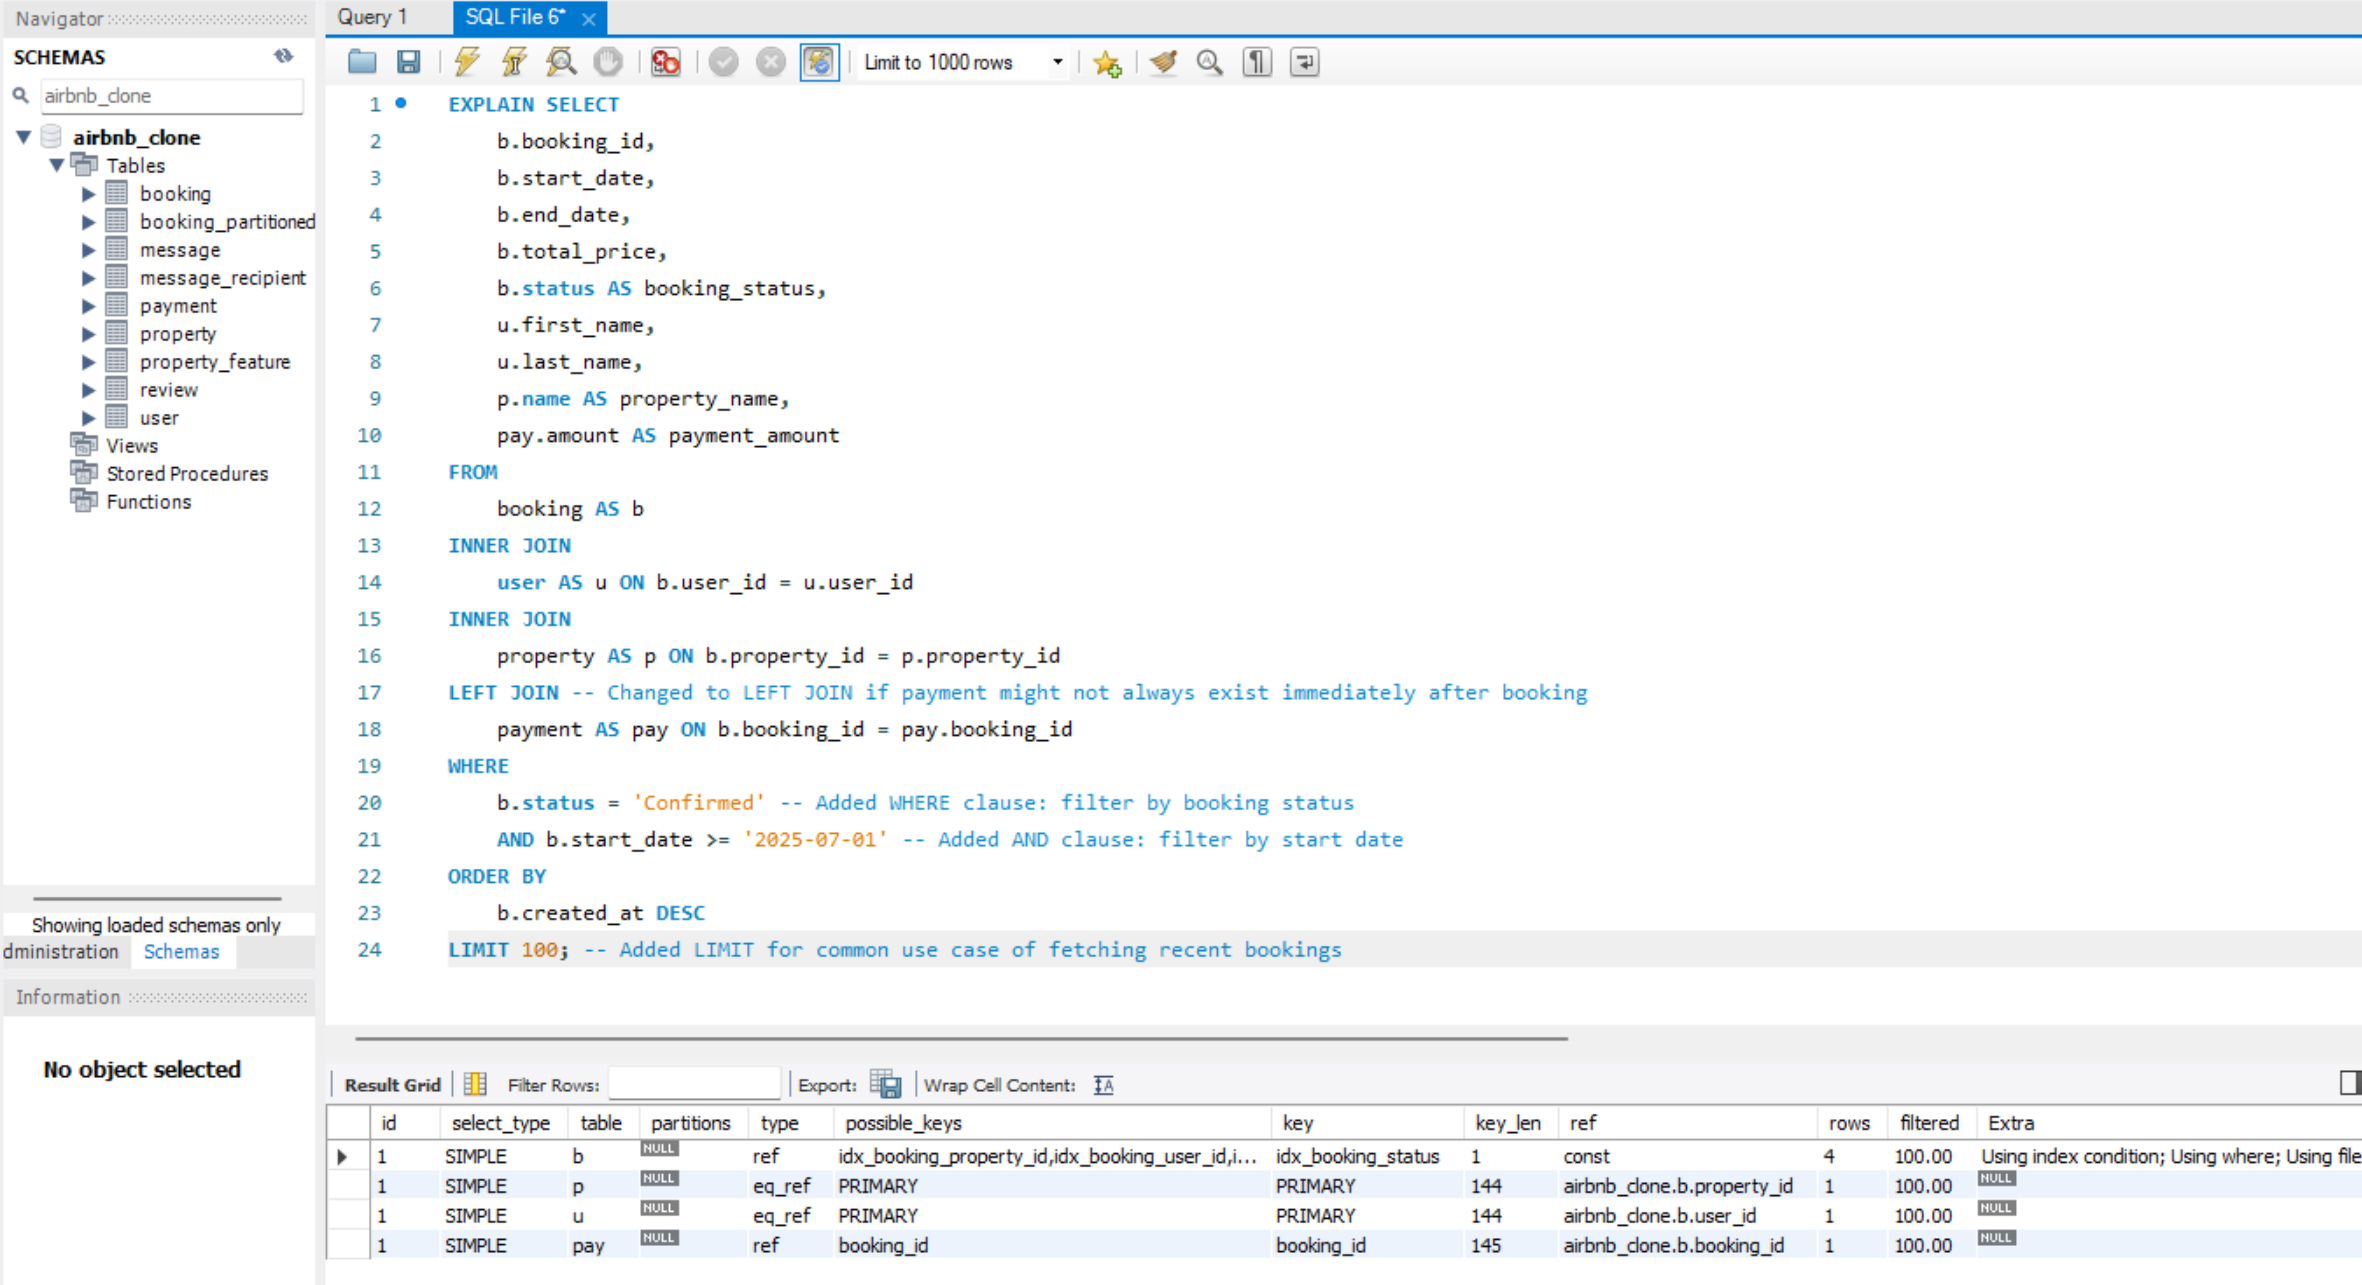 Navigator
SCHEMAS
airbnb_clone
airbnb_clone
Tables
booking
booking_partitioned
message
message_recipient
payment
property
property_feature
review
user
Views
Stored Procedures
Functions
Showing loaded schemas only
dministration Schemas
Information
No object selected
Query 1 SQL File 6*
Limit to 1000 rows
1 EXPLAIN SELECT
2 b.booking_id,
3 b.start_date,
4 b.end_date,
5 b.total_price,
6 b.status AS booking_status,
7 u.first_name,
8 u.last_name,
9 p.name AS property_name,
10 pay.amount AS payment_amount
11 FROM
12 booking AS b
13 INNER JOIN
14 user AS u ON b.user_id = u.user_id
15 INNER JOIN
16 property AS p ON b.property_id = p.property_id
17 LEFT JOIN -- Changed to LEFT JOIN if payment might not always exist immediately after booking
18 payment AS pay ON b.booking_id = pay.booking_id
19 WHERE
20 b.status = 'Confirmed' -- Added WHERE clause: filter by booking status
21 AND b.start_date >= '2025-07-01' -- Added AND clause: filter by start date
22 ORDER BY
23 b.created_at DESC
24 LIMIT 100; -- Added LIMIT for common use case of fetching recent bookings
Result Grid Filter Rows: Export: Wrap Cell Content: IA
id select_type table partitions type possible_keys key key_len ref rows filtered Extra
1 SIMPLE b NULL ref idx_booking_property_id,idx_booking_user_id,i... idx_booking_status 1 const 4 100.00 Using index condition; Using where; Using file
1 SIMPLE p NULL eq_ref PRIMARY PRIMARY 144 airbnb_clone.b.property_id 1 100.00 NULL
1 SIMPLE u NULL eq_ref PRIMARY PRIMARY 144 airbnb_clone.b.user_id 1 100.00 NULL
1 SIMPLE pay NULL ref booking_id booking_id 145 airbnb_clone.b.booking_id 1 100.00 NULL